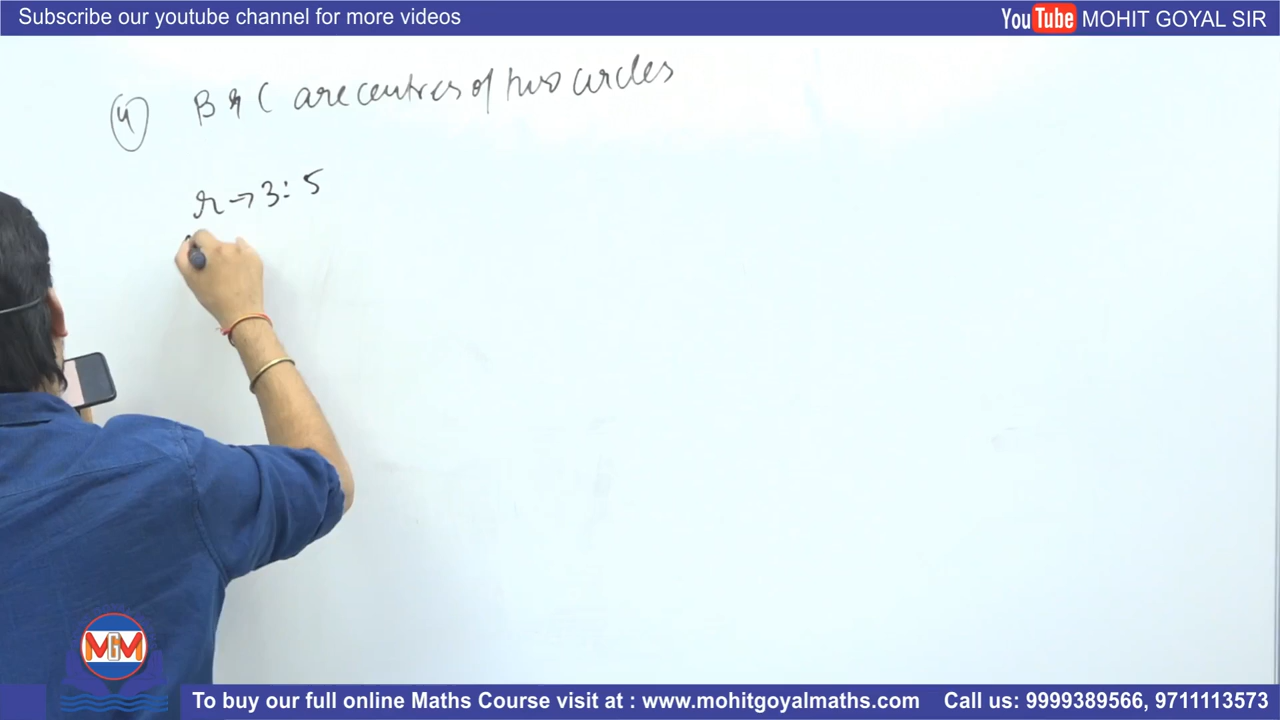 Subscribe our youtube channel for more videos
YouTube MOHIT GOYAL SIR
(4) B & C are centres of two circles
r → 3 : 5
MGM
To buy our full online Maths Course visit at : www.mohitgoyalmaths.com Call us: 9999389566, 9711113573